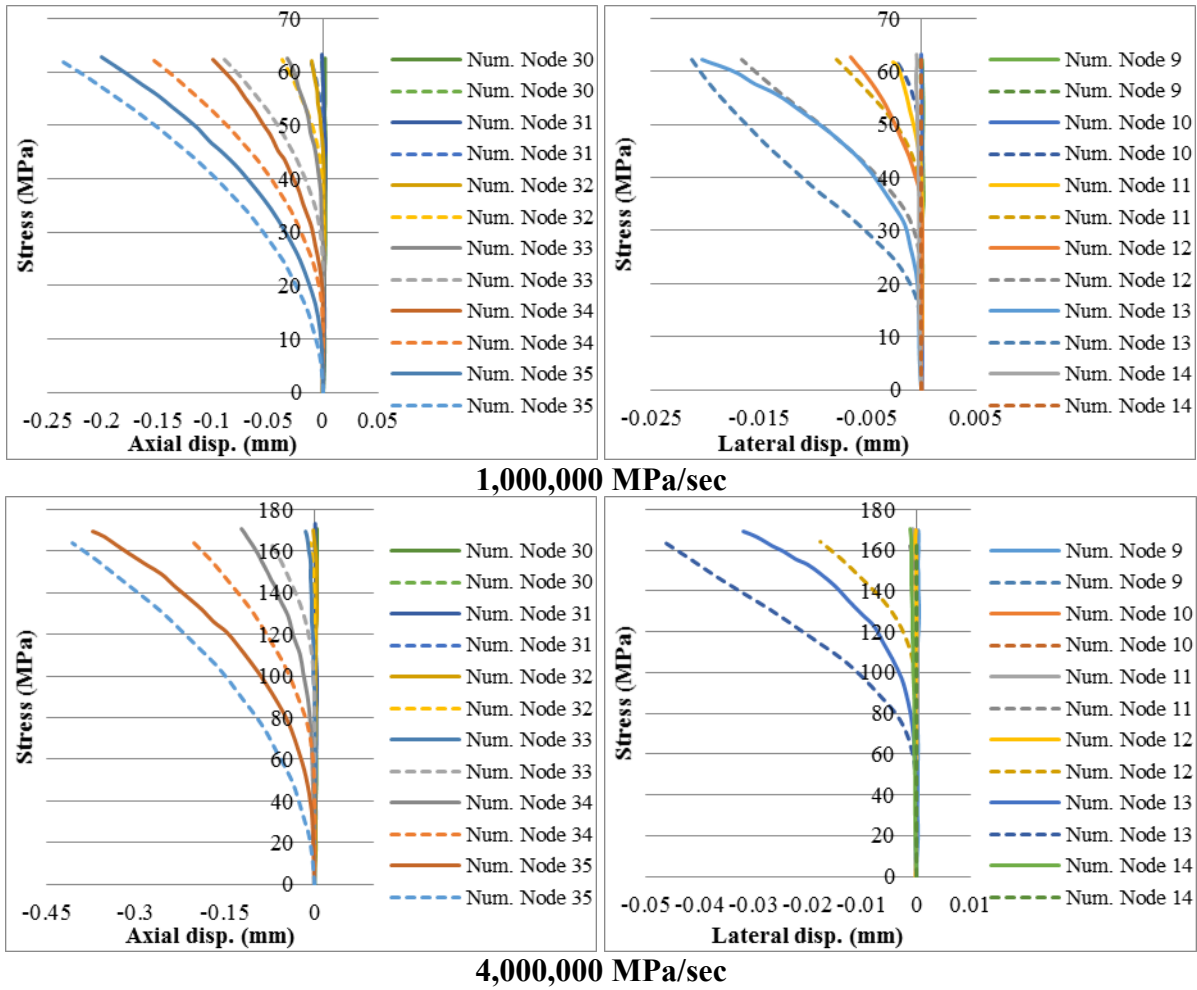 70
60
50
40
30
20
10
0
Stress (MPa)
-0.25 -0.2 -0.15 -0.1 -0.05 0 0.05
Axial disp. (mm)
Num. Node 30
Num. Node 30
Num. Node 31
Num. Node 31
Num. Node 32
Num. Node 32
Num. Node 33
Num. Node 33
Num. Node 34
Num. Node 34
Num. Node 35
Num. Node 35
70
60
50
40
30
20
10
0
Stress (MPa)
-0.025 -0.015 -0.005 0.005
Lateral disp. (mm)
Num. Node 9
Num. Node 9
Num. Node 10
Num. Node 10
Num. Node 11
Num. Node 11
Num. Node 12
Num. Node 12
Num. Node 13
Num. Node 13
Num. Node 14
Num. Node 14
1,000,000 MPa/sec
180
160
140
120
100
80
60
40
20
0
Stress (MPa)
-0.45 -0.3 -0.15 0
Axial disp. (mm)
Num. Node 30
Num. Node 30
Num. Node 31
Num. Node 31
Num. Node 32
Num. Node 32
Num. Node 33
Num. Node 33
Num. Node 34
Num. Node 34
Num. Node 35
Num. Node 35
180
160
140
120
100
80
60
40
20
0
Stress (MPa)
-0.05 -0.04 -0.03 -0.02 -0.01 0 0.01
Lateral disp. (mm)
Num. Node 9
Num. Node 9
Num. Node 10
Num. Node 10
Num. Node 11
Num. Node 11
Num. Node 12
Num. Node 12
Num. Node 13
Num. Node 13
Num. Node 14
Num. Node 14
4,000,000 MPa/sec